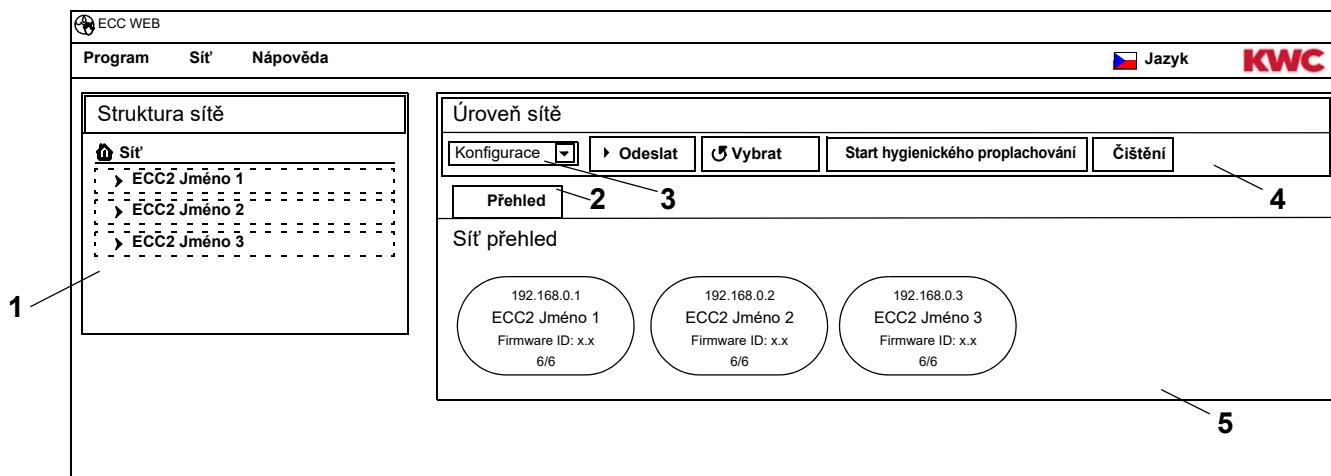 ECC WEB
Program Síť Nápověda Jazyk KWC
Struktura sítě
Síť
ECC2 Jméno 1
ECC2 Jméno 2
ECC2 Jméno 3
1
Úroveň sítě
Konfigurace Odeslat Vybrat Start hygienického proplachování Čištění
2 3 4
Přehled
Síť přehled
192.168.0.1 192.168.0.2 192.168.0.3
ECC2 Jméno 1 ECC2 Jméno 2 ECC2 Jméno 3
Firmware ID: x.x Firmware ID: x.x Firmware ID: x.x
6/6 6/6 6/6
5